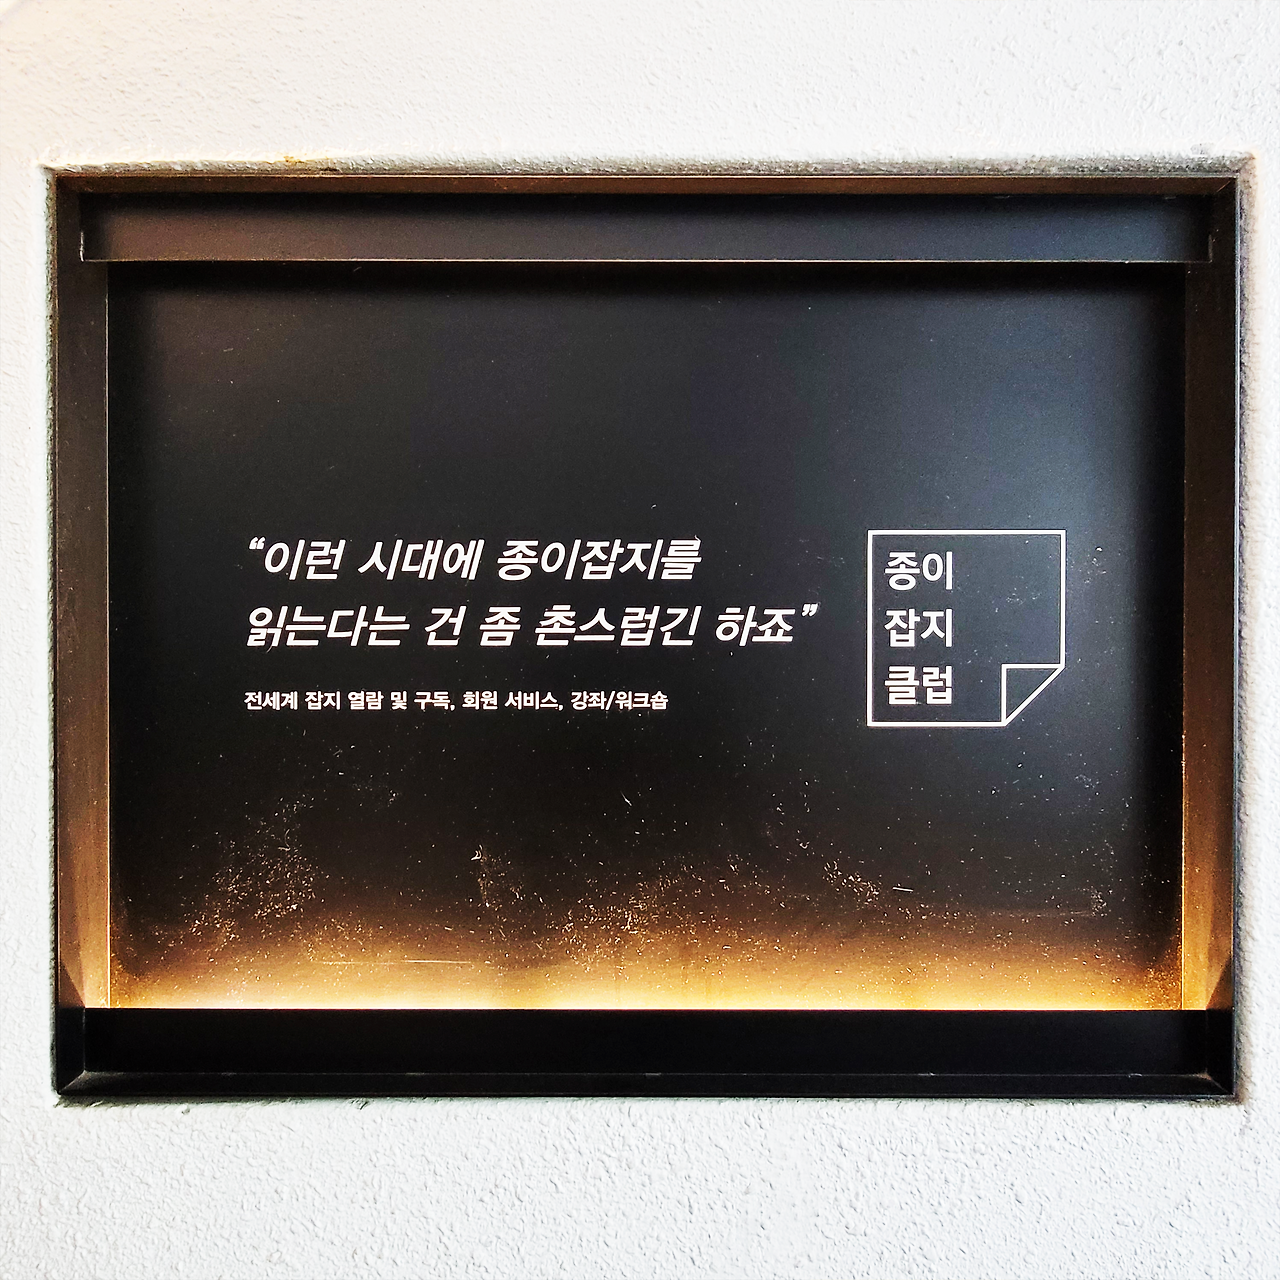 “이런 시대에 종이잡지를
읽는다는 건 좀 촌스럽긴 하죠”
전세계 잡지 열람 및 구독, 회원 서비스, 강좌/워크숍
종이
잡지
클럽